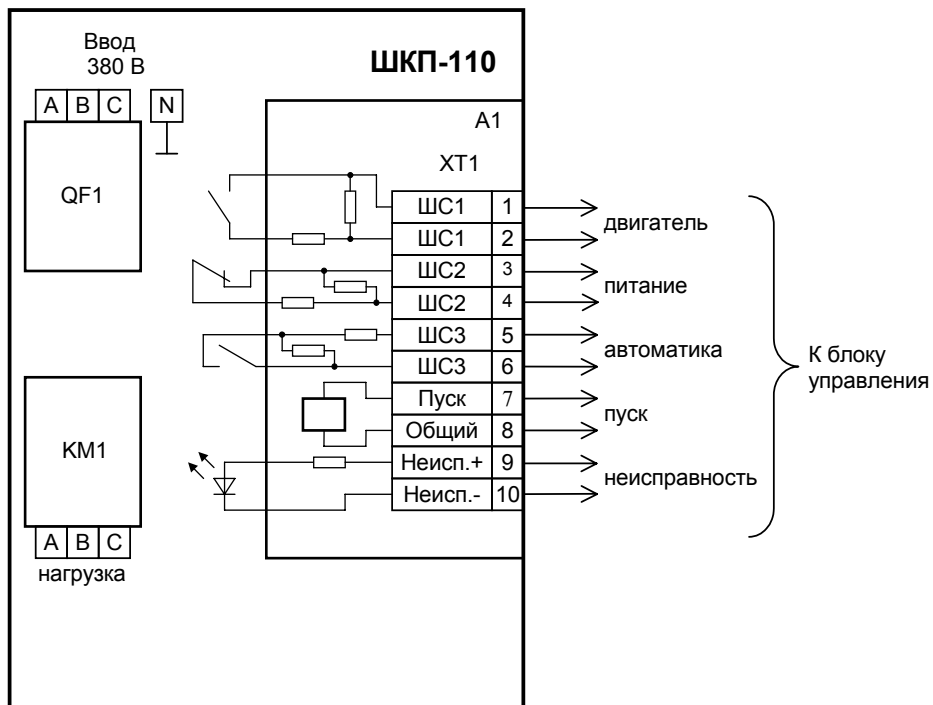 Ввод
380 В
ШКП-110
A B C N
QF1
A1
XT1
ШС1 1
двигатель
ШС1 2
ШС2 3
питание
ШС2 4
ШС3 5
автоматика
ШС3 6
Пуск 7
пуск
Общий 8
Неисп.+ 9
неисправность
Неисп.- 10
К блоку
управления
KM1
A B C
нагрузка